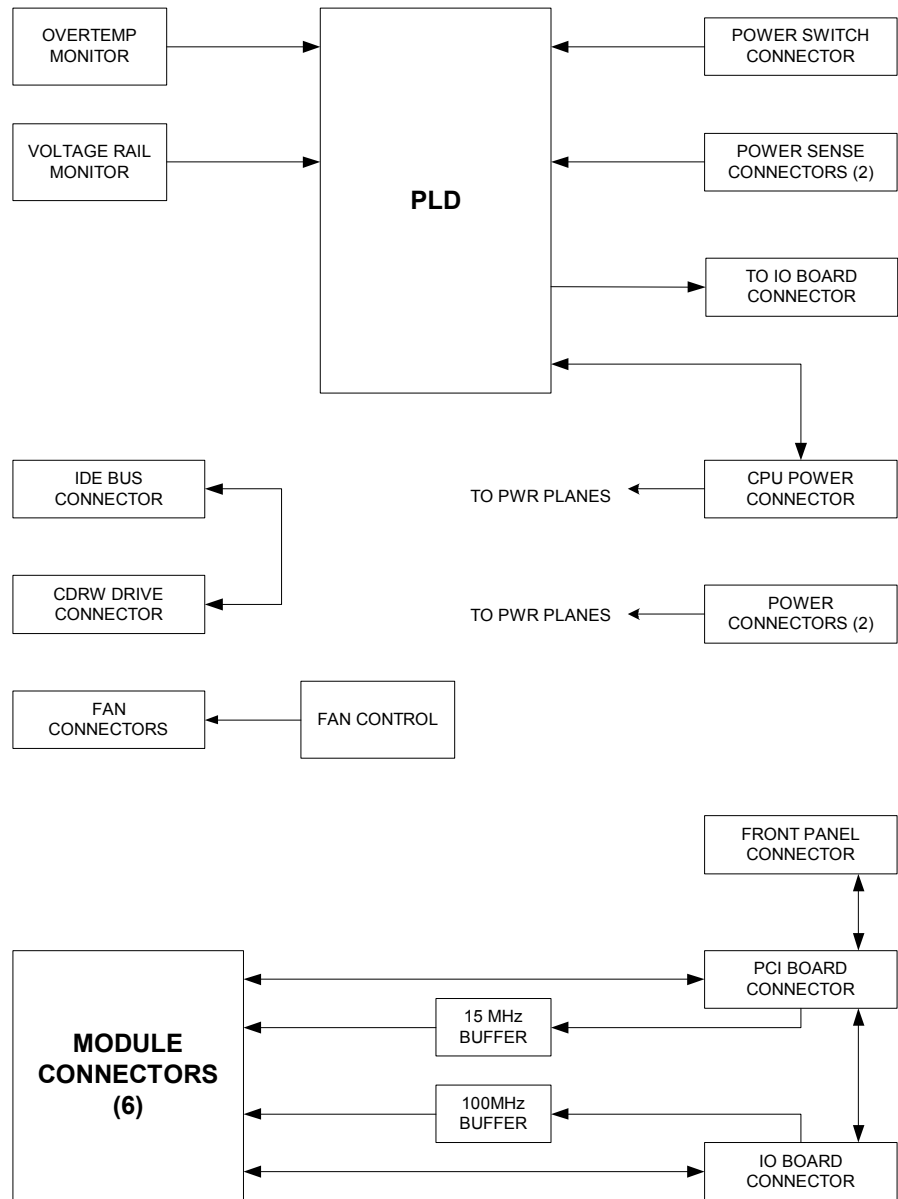 OVERTEMP
MONITOR
POWER SWITCH
CONNECTOR
VOLTAGE RAIL
MONITOR
POWER SENSE
CONNECTORS (2)
PLD
TO IO BOARD
CONNECTOR
IDE BUS
CONNECTOR
TO PWR PLANES
CPU POWER
CONNECTOR
CDRW DRIVE
CONNECTOR
TO PWR PLANES
POWER
CONNECTORS (2)
FAN
CONNECTORS
FAN CONTROL
FRONT PANEL
CONNECTOR
PCI BOARD
CONNECTOR
15 MHz
BUFFER
MODULE
CONNECTORS
(6)
100MHz
BUFFER
IO BOARD
CONNECTOR